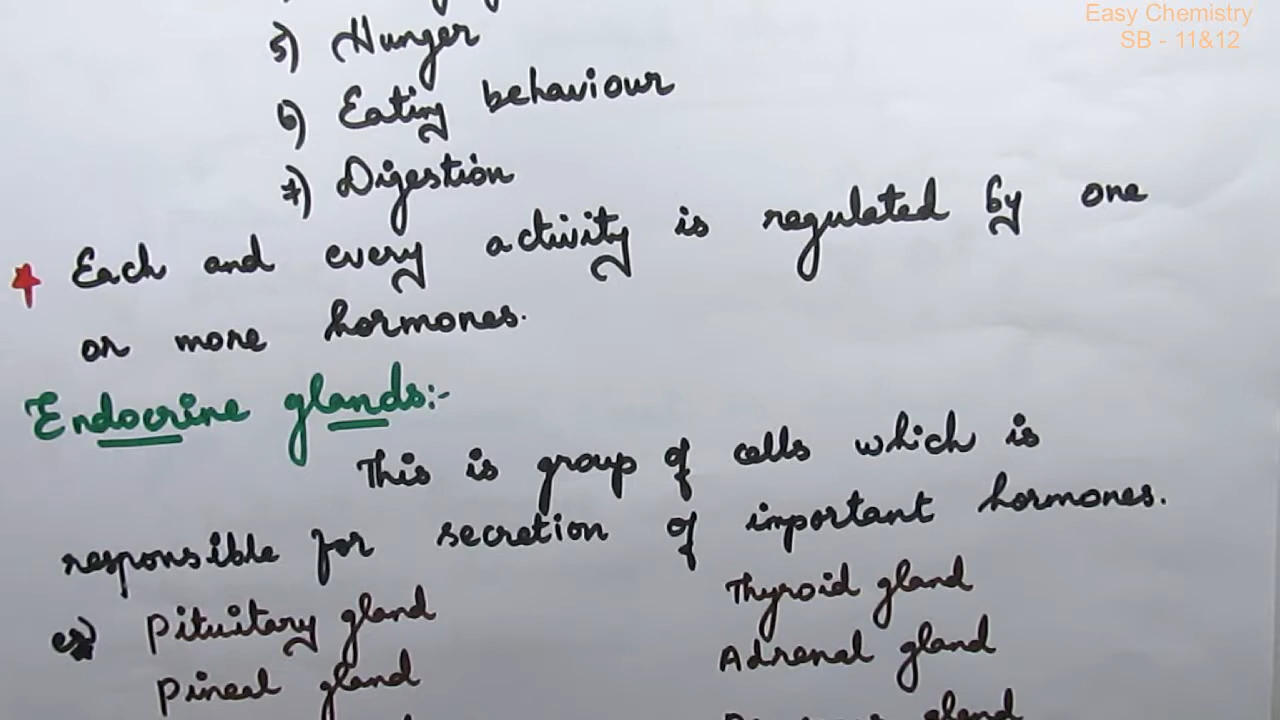 Easy Chemistry
SB - 11&12
5) Hunger
6) Eating behaviour
7) Digestion
Each and every activity is regulated by one
or more hormones.
Endocrine glands:-
This is group of cells which is
responsible for secretion of important hormones.
ex) Pituitary gland Thyroid gland
Pineal gland Adrenal gland
gland